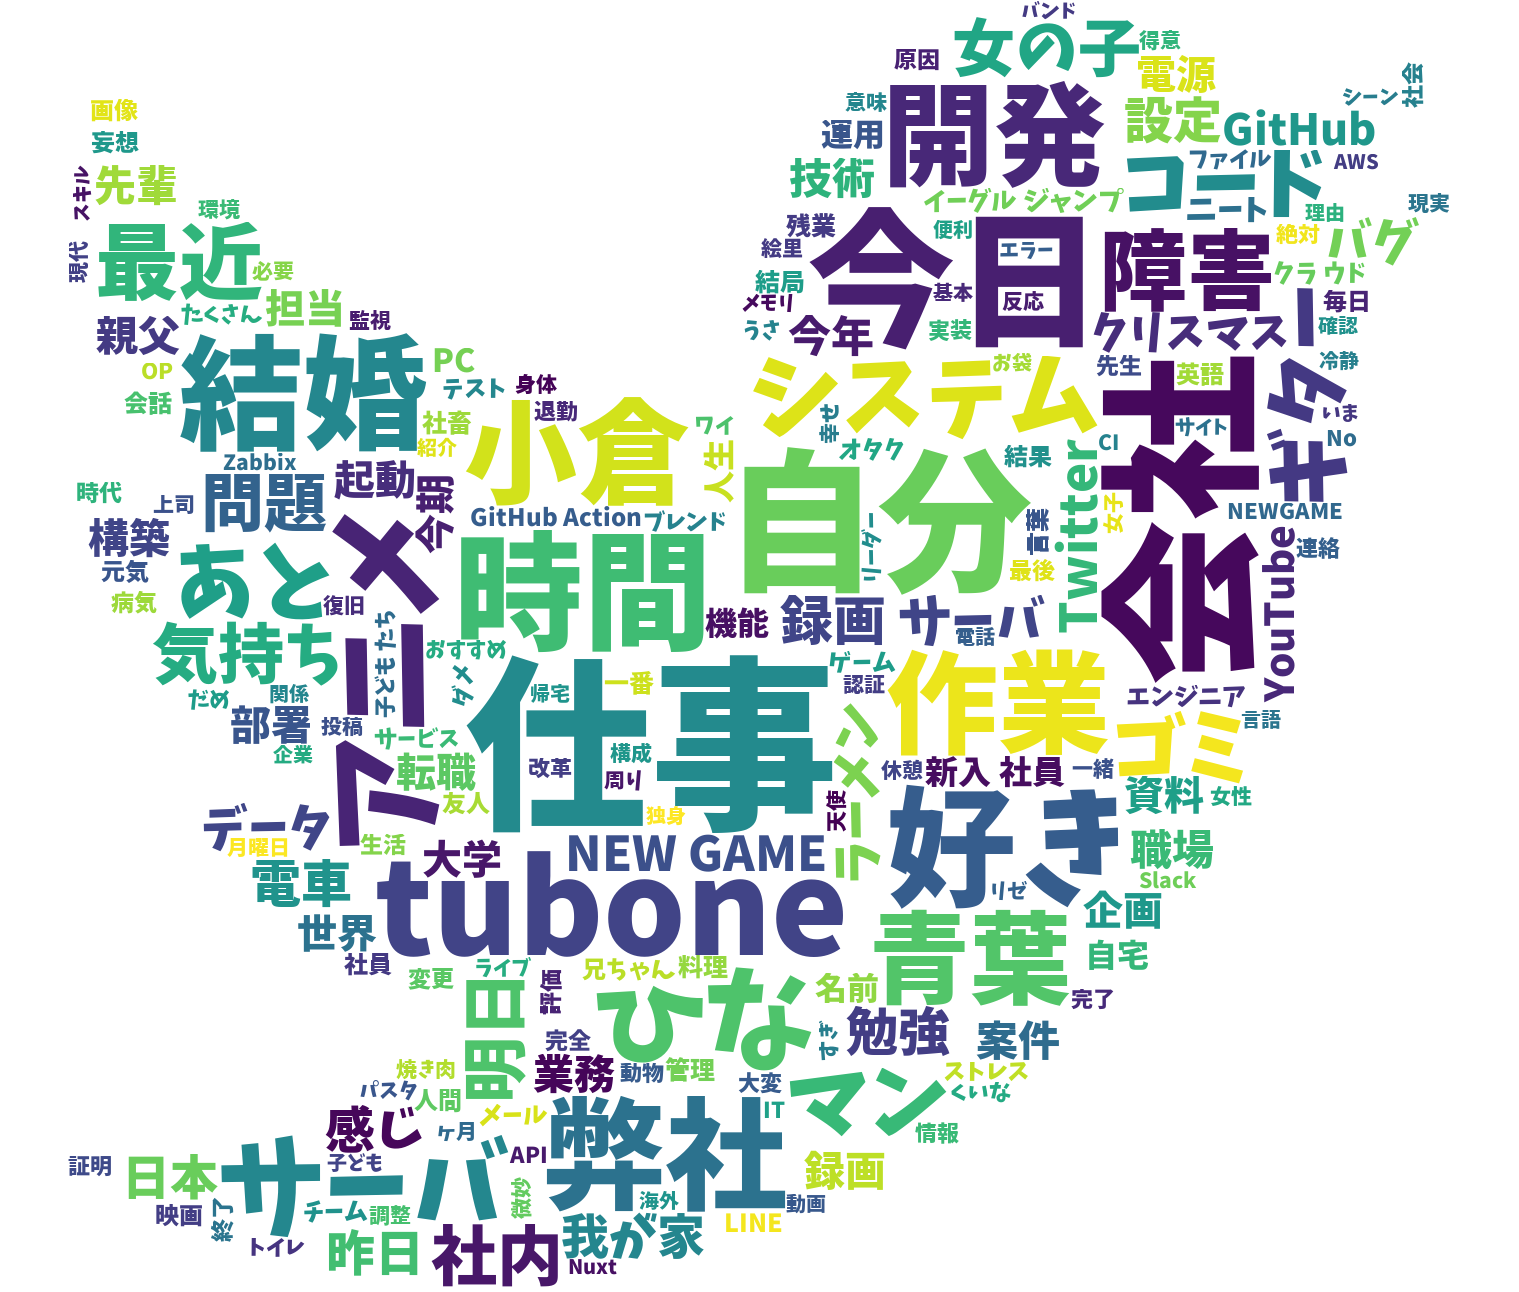 バンド
女の子
得意
原因
電源
社会
シーン
意味
開発
設定
GitHub
画像
運用
妄想
技術
コード
ファイル
AWS
先輩
スキル
イーグル ジャンプ
ニート
現実
環境
残業
今日
便利
理由
最近
絵里
エラー
障害
絶対
バグ
現代
必要
結局
基本
反応
クラウド
担当
メモリ
毎日
たくさん
監視
うさ
今年
実装
クリスマス
確認
親父
結婚
PC
システム
お袋
先生
冷静
OP
テスト
身体
英語
ギター
会話
小倉
退勤
社畜
ワイ
幸せ
会社
いま
サイト
紹介
人生
オタク
結果
CI
No
Zabbix
起動
自分
Twitter
時代
上司
問題
今期
女子
NEWGAME
GitHub Action
ブレンド
リーダー
言葉
構築
アニメ
YouTube
連絡
元気
あと
時間
最後
病気
復旧
録画
サーバ
機能
電話
気持ち
子どもたち
おすすめ
ゲーム
作業
仕事
だめ
関係
ダメ
帰宅
一番
認証
エンジニア
部署
投稿
ラーメン
ゴミ
言語
企業
サービス
構成
転職
改革
周り
休憩
新入 社員
一緒
友人
天使
資料
女性
データ
独身
好き
月曜日
生活
大学
NEW GAME
職場
電車
tubone
Slack
リゼ
世界
企画
青葉
社員
変更
ライブ
評価
兄ちゃん
料理
自宅
名前
明日
ひな
完了
すぎ
勉強
案件
完全
焼き肉
業務
動物
管理
大変
マン
ストレス
パスタ
人間
くいな
メール
弊社
IT
感じ
ケ月
情報
証明
日本
サーバ
子ども
API
録画
映画
終了
チーム
調整
微妙
海外
動画
トイレ
昨日
社内
我が家
LINE
Nuxt